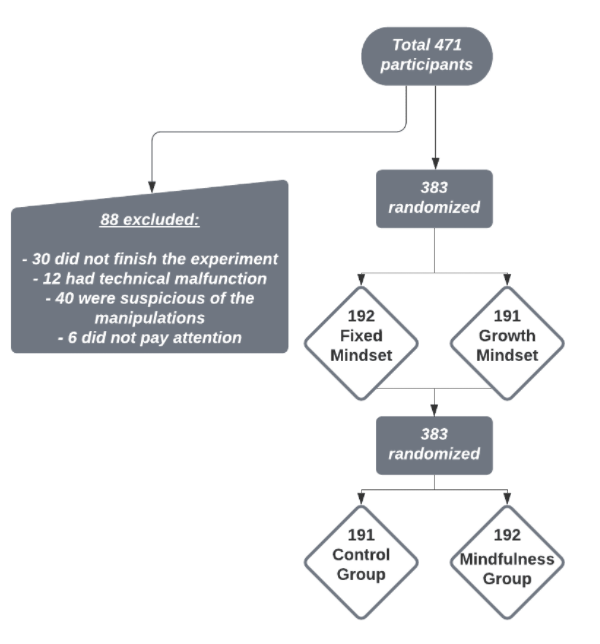 Total 471
participants
88 excluded:
- 30 did not finish the experiment
- 12 had technical malfunction
- 40 were suspicious of the
manipulations
- 6 did not pay attention
383
randomized
192
Fixed
Mindset
191
Growth
Mindset
383
randomized
191
Control
Group
192
Mindfulness
Group